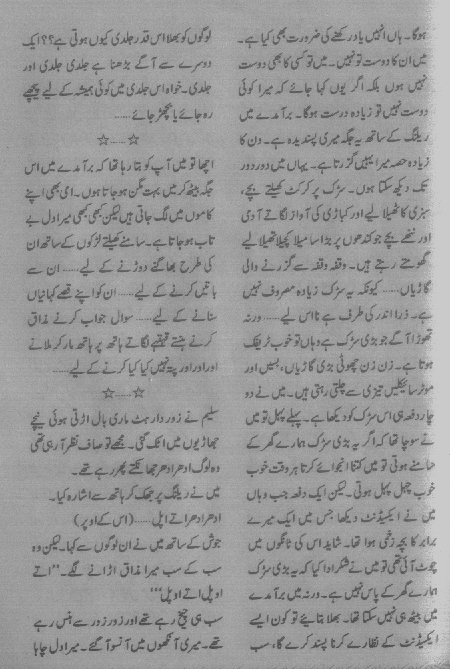 ہوگا۔ ہاں انہیں یاد رکھنے کی ضرورت بھی کیا ہے۔
میں ان کا دوست تو نہیں۔ میں تو کسی کا بھی دوست
نہیں ہوں بلکہ اگر یوں کہا جائے کہ میرا کوئی
دوست نہیں تو زیادہ درست ہوگا۔ برآمدے میں
ریلنگ کے ساتھ یہ جگہ میری پسندیدہ ہے۔ دن کا
زیادہ حصہ میرا یہیں گزرتا ہے۔ یہاں میں دور دور
تک دیکھ سکتا ہوں۔ سڑک پر کرکٹ کھیلتے بچے،
سبزی کا ٹھیلا لیے اور کباڑی کی آواز لگاتے آدمی
اور ننھے بچے جو کندھوں پر بڑا سا میلا کچیلا تھیلا لیے
گھومتے رہتے ہیں۔ وقفہ وقفہ سے گزرنے والی
گاڑیاں...... کیونکہ یہ سڑک زیادہ مصروف نہیں
ہے۔ ذرا اندر کی طرف ہے نا اس لیے...... ورنہ
تھوڑا آگے جو بڑی سڑک ہے وہاں تو خوب ٹریفک
ہوتا ہے۔ زن زن چھوٹی بڑی گاڑیاں، بسیں اور
موٹر سائیکلیں تیزی سے چلتی رہتی ہیں۔ میں نے دو
چار دفعہ ہی اس سڑک کو دیکھا ہے۔ پہلے پہل تو میں
نے سوچا تھا کہ اگر یہ بڑی سڑک ہمارے گھر کے
سامنے ہوتی تو میں کتنا انجوائے کرتا ہر وقت خوب
خوب چہل پہل ہوتی۔ لیکن ایک دفعہ جب وہاں
میں نے ایکسیڈنٹ دیکھا جس میں ایک میرے
برابر کا بچہ زخمی ہوا تھا۔ شاید اس کی ٹانگوں میں
چوٹ آئی تھی تو میں نے شکر ادا کیا کہ یہ بڑی سڑک
ہمارے گھر کے پاس نہیں ہے۔ ورنہ میں برآمدے
میں بیٹھ ہی نہیں سکتا تھا۔ بھلا بتائیے تو کون ایسے
ایکسیڈنٹ کے نظارے کرنا پسند کرے گا، سب
لوگوں کو بھلا اس قدر جلدی کیوں ہوتی ہے؟؟ ایک
دوسرے سے آگے بڑھنا ہے جلدی جلدی اور
جلدی۔ خواہ اس جلدی میں کوئی ہمیشہ کے لیے پیچھے
رہ جائے یا بچھڑ جائے......
☆......☆
اچھا تو میں آپ کو بتا رہا تھا کہ برآمدے میں اس
جگہ بیٹھ کر میں بہت مگن ہو جاتا ہوں۔ امی بھی اپنے
کاموں میں لگ جاتی ہیں لیکن کبھی کبھی میرا دل بے
تاب ہو جاتا ہے۔ سامنے کھیلتے لڑکوں کے ساتھ ان
کی طرح بھاگنے دوڑنے کے لیے...... ان سے
باتیں کرنے کے لیے...... ان کو اپنے قصے کہانیاں
سنانے کے لیے...... سوال جواب کرنے مذاق
کرنے ہنسنے قہقہے لگانے ہاتھ پر ہاتھ مار کر ملانے
اور اور اور پتہ نہیں کیا کیا کرنے کے لیے......
☆......☆
سلیم نے زور دار ہٹ ماری بال اڑتی ہوئی نیچے
جھاڑیوں میں اٹک گئی۔ مجھے تو صاف نظر آ رہی تھی
وہ لوگ ادھر ادھر جھانکتے پھر رہے تھے۔
میں نے ریلنگ پر جھک کر ہاتھ سے اشارہ کیا۔
ادھر ادھر اتے اپل...... (اس کے اوپر)
جوش کے ساتھ میں نے ان لوگوں سے کہا۔ لیکن وہ
سب کے سب میرا مذاق اڑانے لگے۔ "اتے
اوپل اتے اوپل"
سب ہی چیخ رہے تھے اور زور زور سے ہنس رہے
تھے۔ میری آنکھوں میں آنسو آگئے۔ میرا دل چاہا